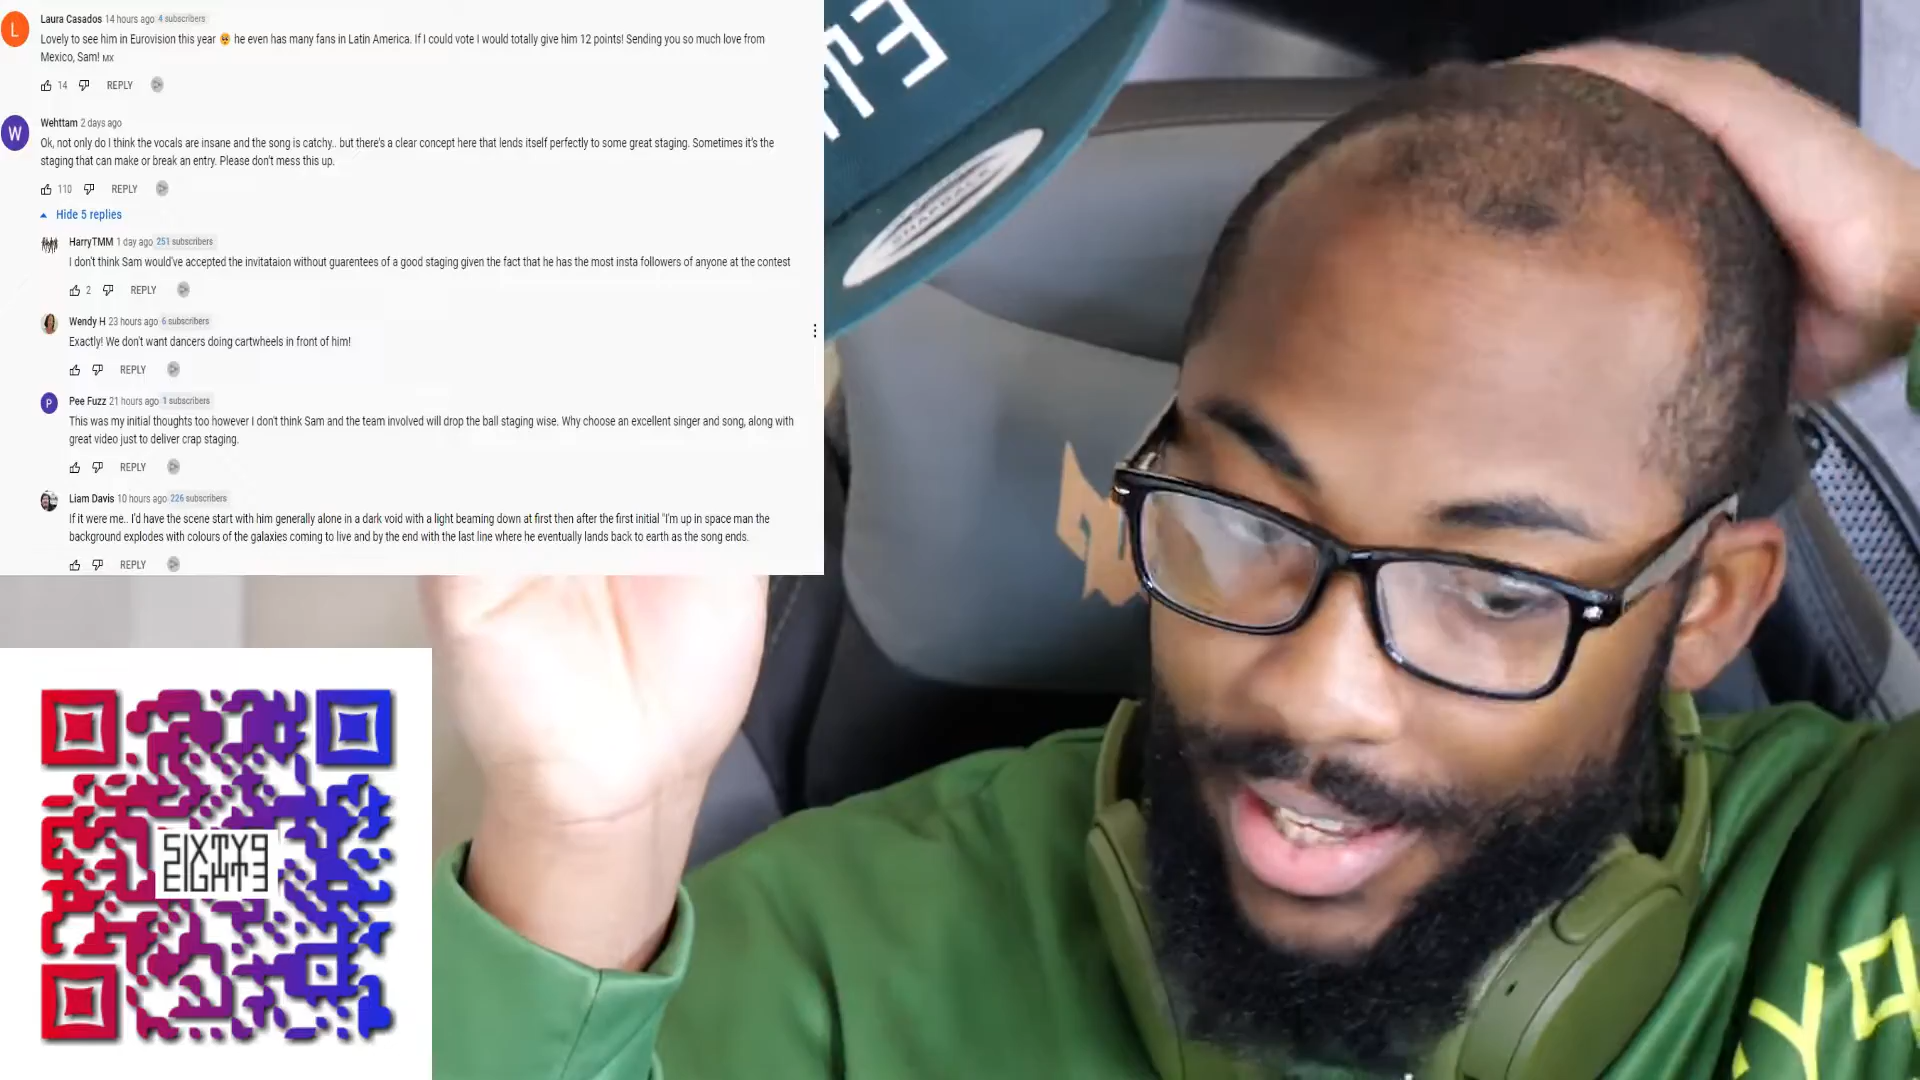 Laura Casados 14 hours ago 4 subscribers
Lovely to see him in Eurovision this year 🥺 he even has many fans in Latin America. If I could vote I would totally give him 12 points! Sending you so much love from
Mexico, Sam! MX
14 REPLY
Wehttam 2 days ago
Ok, not only do I think the vocals are insane and the song is catchy.. but there's a clear concept here that lends itself perfectly to some great staging. Sometimes it's the
staging that can make or break an entry. Please don't mess this up.
110 REPLY
Hide 5 replies
HarryTMM 1 day ago 251 subscribers
I don't think Sam would've accepted the invitataion without guarentees of a good staging given the fact that he has the most insta followers of anyone at the contest
2 REPLY
Wendy H 23 hours ago 6 subscribers
Exactly! We don't want dancers doing cartwheels in front of him!
REPLY
Pee Fuzz 21 hours ago 1 subscribers
This was my initial thoughts too however I don't think Sam and the team involved will drop the ball staging wise. Why choose an excellent singer and song, along with
great video just to deliver crap staging.
REPLY
Liam Davis 10 hours ago 226 subscribers
If it were me.. I'd have the scene start with him generally alone in a dark void with a light beaming down at first then after the first initial "I'm up in space man the
background explodes with colours of the galaxies coming to live and by the end with the last line where he eventually lands back to earth as the song ends.
REPLY
L
W
P
SIXTY9
EIGHT3